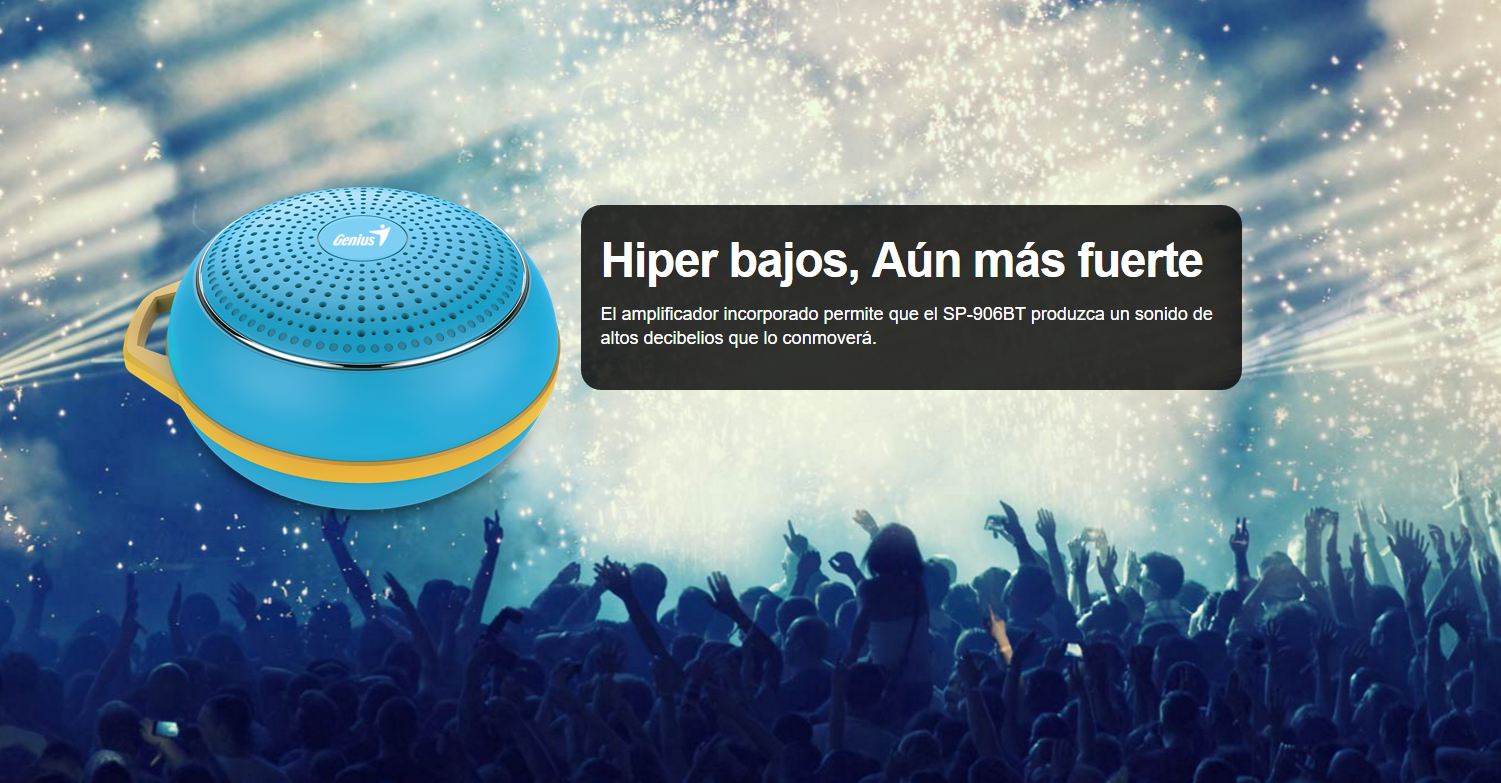 Genius
Hiper bajos, Aún más fuerte
El amplificador incorporado permite que el SP-906BT produzca un sonido de
altos decibelios que lo conmoverá.